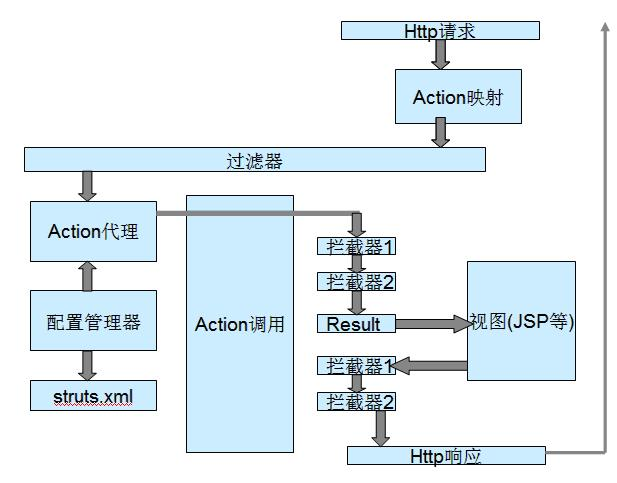 Http请求
Action映射
过滤器
Action代理
拦截器1
拦截器2
配置管理器
Action调用
Result
视图(JSP等)
拦截器1
struts.xml
拦截器2
Http响应